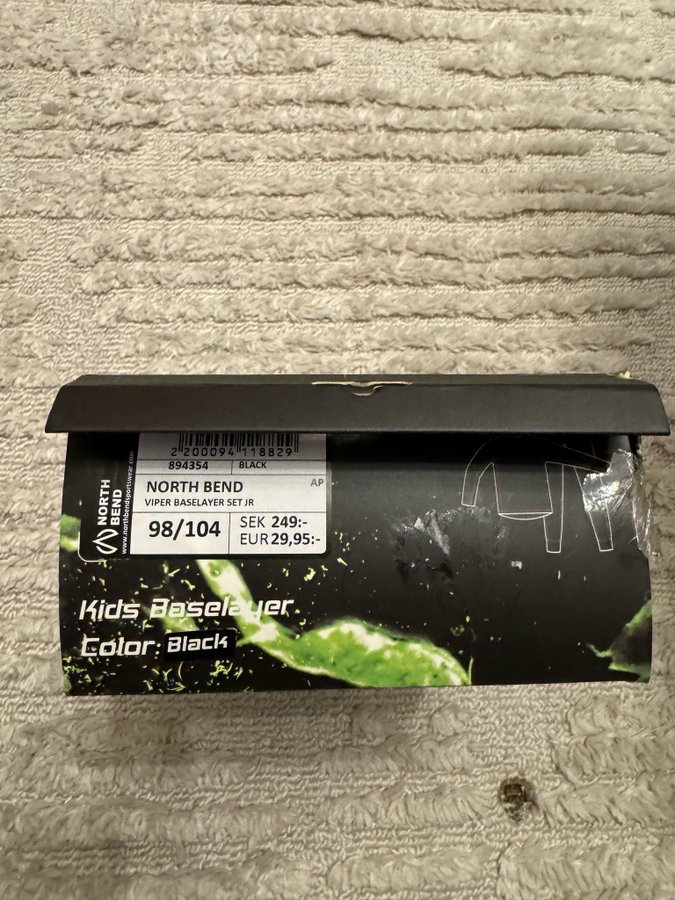 2 200094 118829
894354 BLACK
NORTH BEND AP
VIPER BASELAYER SET JR
98/104 SEK 249:-
EUR 29,95:-
NORTH
BEND
www.northbendsportswear.com
Kids Baselayer
Color: Black